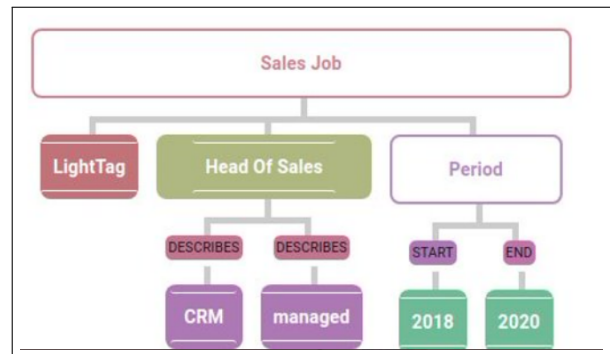 Sales Job
LightTag Head Of Sales Period
DESCRIBES DESCRIBES START END
CRM managed 2018 2020